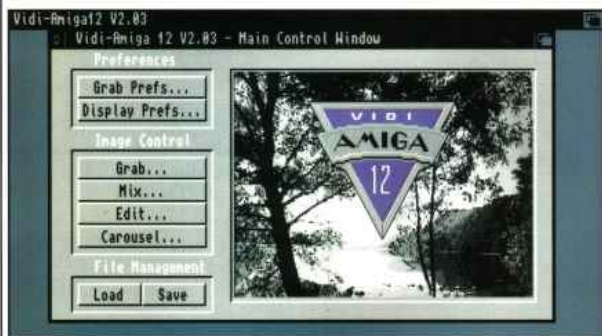 Vidi-Amiga12 V2.03
Vidi-Amiga 12 V2.03 - Main Control Window
Preferences
Grab Prefs...
Display Prefs...
Image Control
Grab...
Mix...
Edit...
Carousel...
File Management
Load
Save
VIDI
AMIGA
12